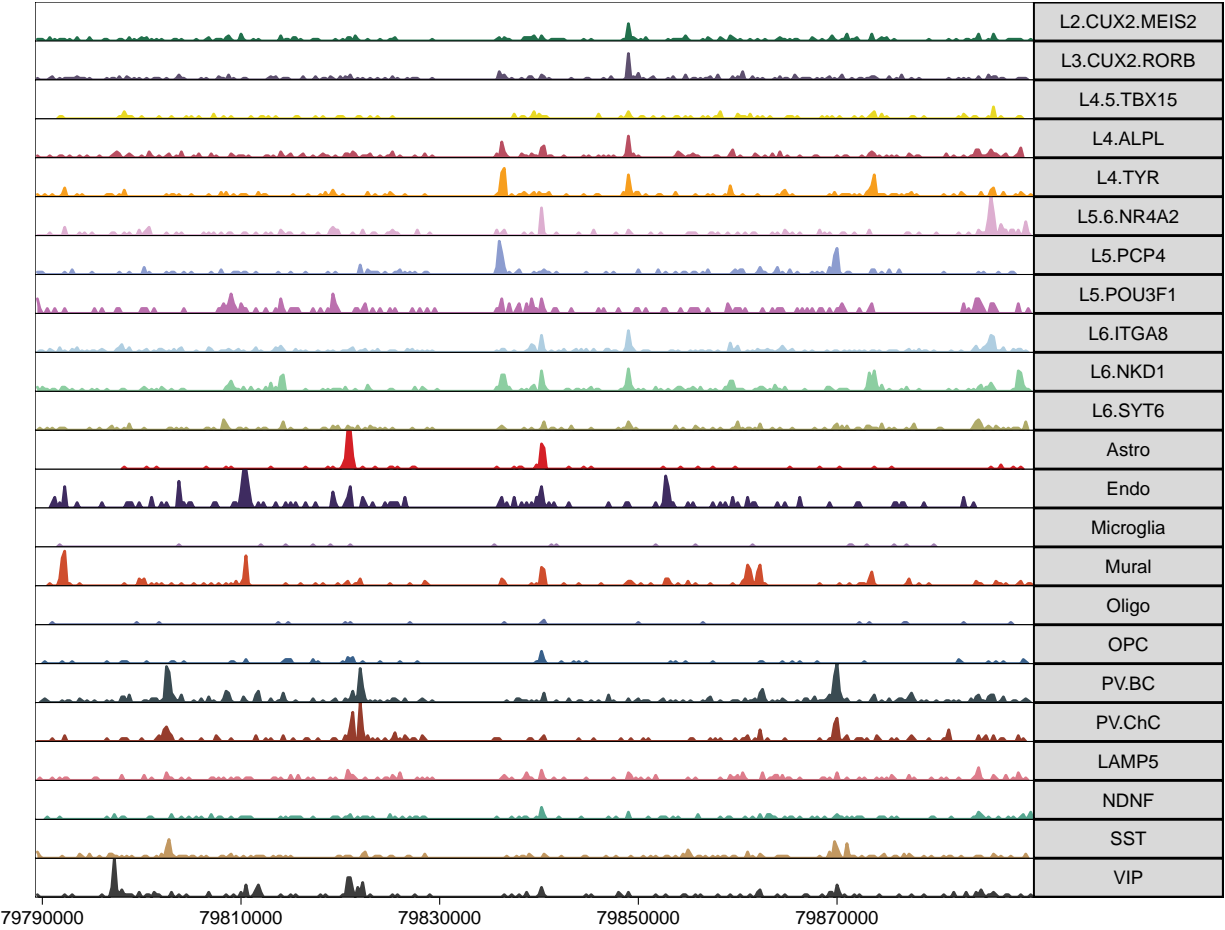 L2.CUX2.MEIS2
L3.CUX2.RORB
L4.5.TBX15
L4.ALPL
L4.TYR
L5.6.NR4A2
L5.PCP4
L5.POU3F1
L6.ITGA8
L6.NKD1
L6.SYT6
Astro
Endo
Microglia
Mural
Oligo
OPC
PV.BC
PV.ChC
LAMP5
NDNF
SST
VIP
79790000 79810000 79830000 79850000 79870000